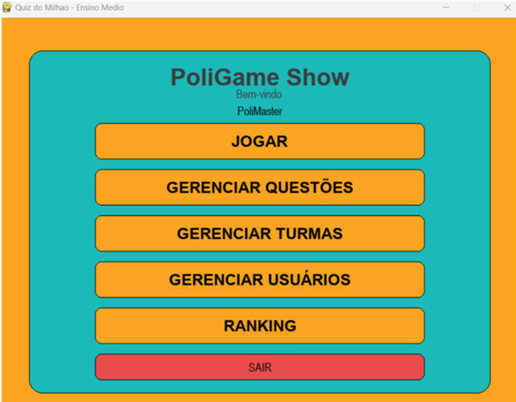 Quiz do Milhao - Ensino Medio
PoliGame Show
Bem-vindo
PoliMaster
JOGAR
GERENCIAR QUESTÕES
GERENCIAR TURMAS
GERENCIAR USUÁRIOS
RANKING
SAIR